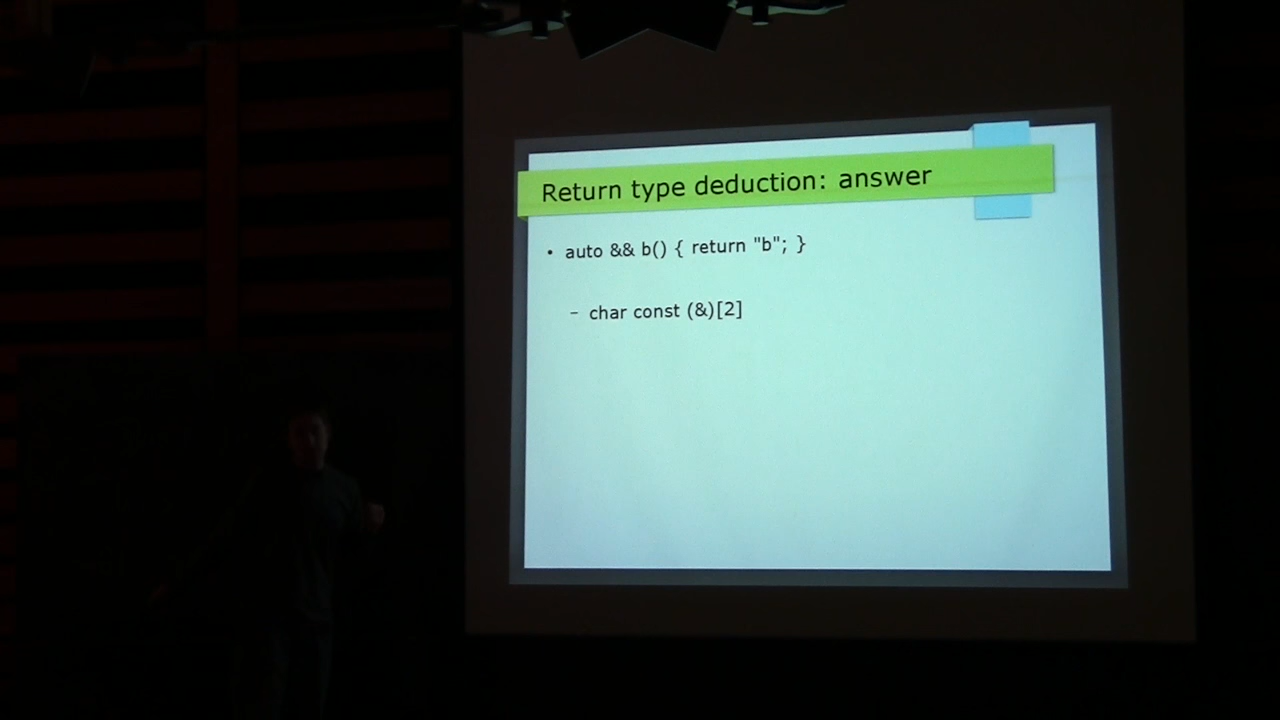 Return type deduction: answer
• auto && b() { return "b"; }
– char const (&)[2]